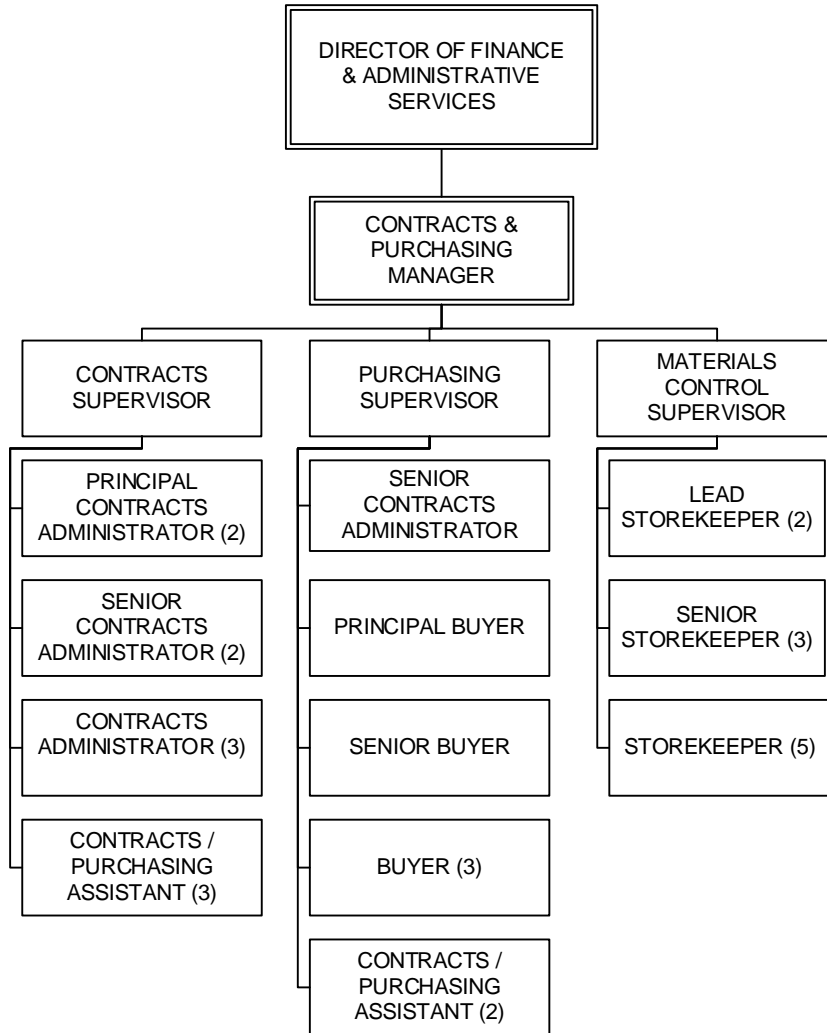 DIRECTOR OF FINANCE
& ADMINISTRATIVE
SERVICES
CONTRACTS &
PURCHASING
MANAGER
CONTRACTS
SUPERVISOR
PRINCIPAL
CONTRACTS
ADMINISTRATOR (2)
SENIOR
CONTRACTS
ADMINISTRATOR (2)
CONTRACTS
ADMINISTRATOR (3)
CONTRACTS /
PURCHASING
ASSISTANT (3)
PURCHASING
SUPERVISOR
SENIOR
CONTRACTS
ADMINISTRATOR
PRINCIPAL BUYER
SENIOR BUYER
BUYER (3)
CONTRACTS /
PURCHASING
ASSISTANT (2)
MATERIALS
CONTROL
SUPERVISOR
LEAD
STOREKEEPER (2)
SENIOR
STOREKEEPER (3)
STOREKEEPER (5)